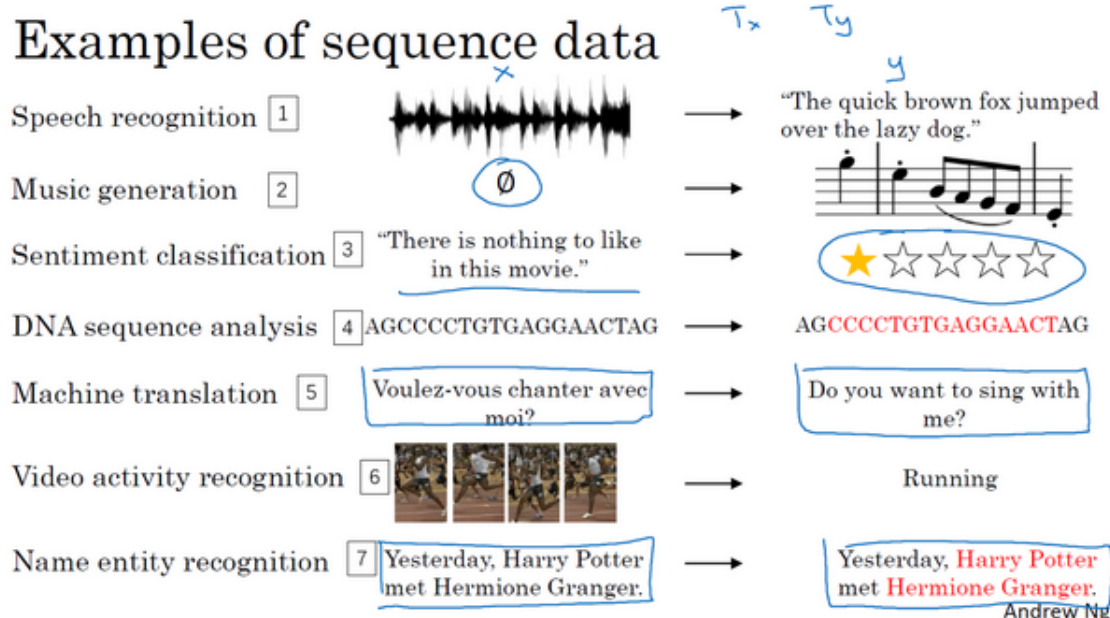 Tx Ty
Examples of sequence data
x
y
Speech recognition 1
“The quick brown fox jumped
over the lazy dog.”
Music generation 2
Ø
Sentiment classification 3
“There is nothing to like
in this movie.”
DNA sequence analysis 4
AGCCCCTGTGAGGAACTAG
AGCCCCTGTGAGGAACTAG
Machine translation 5
Voulez-vous chanter avec
moi?
Do you want to sing with
me?
Video activity recognition 6
Running
Name entity recognition 7
Yesterday, Harry Potter
met Hermione Granger.
Yesterday, Harry Potter
met Hermione Granger.
Andrew Ng